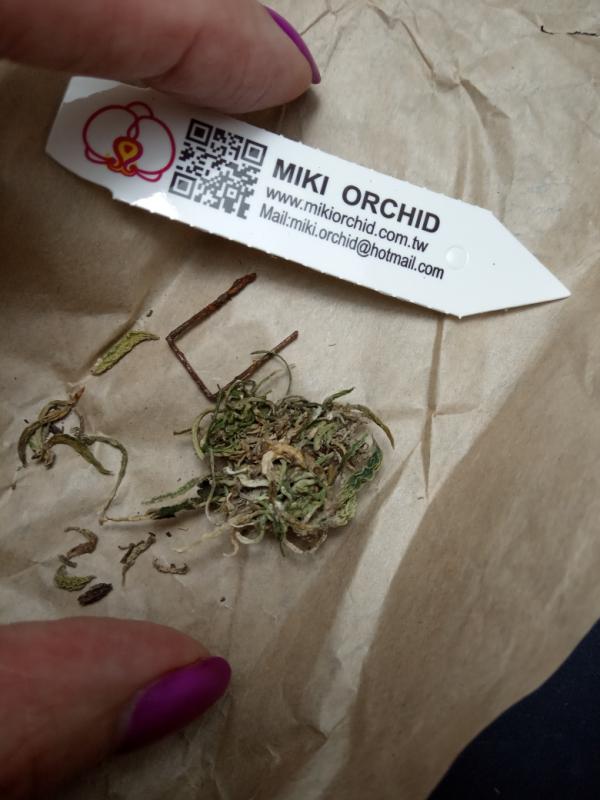 MIKI ORCHID
www.mikiorchid.com.tw
Mail:miki.orchid@hotmail.com